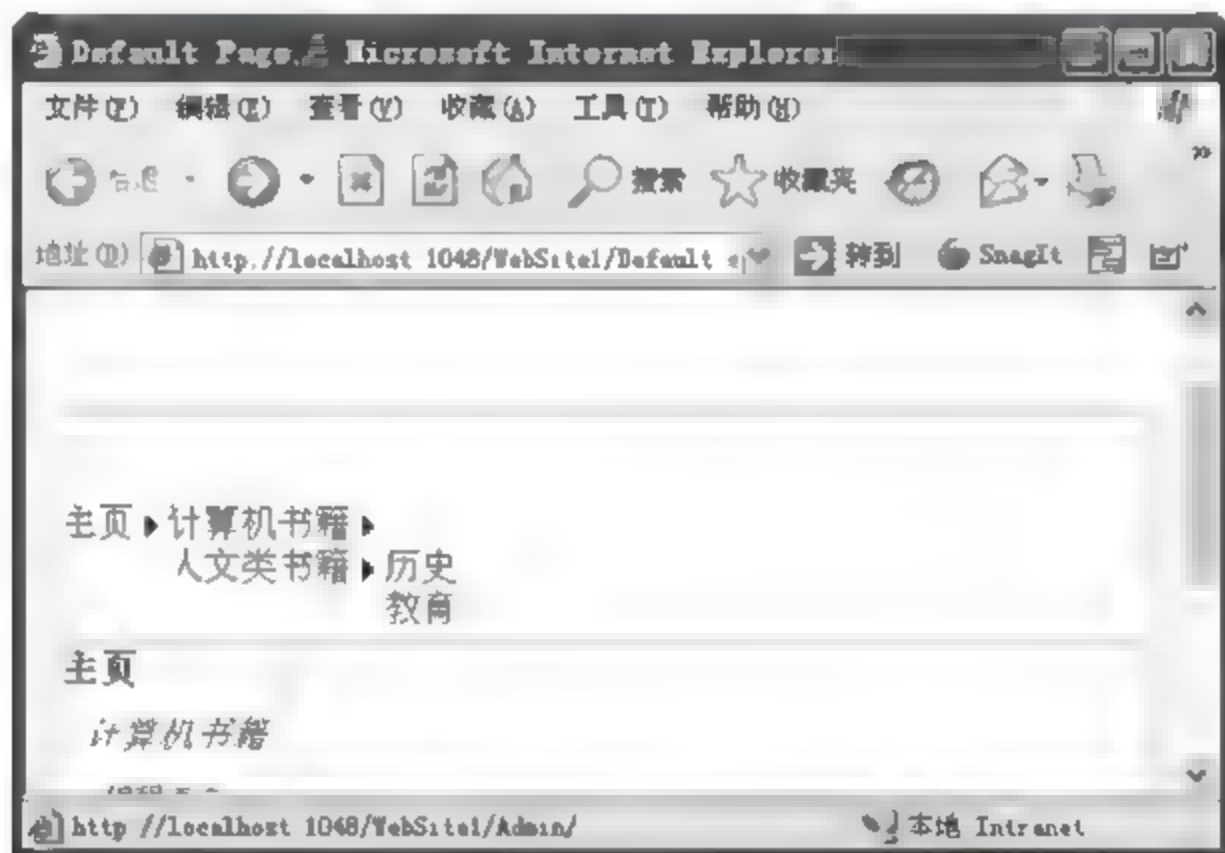 Default Page Microsoft Internet Explorer
文件(F) 编辑(E) 查看(V) 收藏(A) 工具(T) 帮助(H)
后退 搜索 收藏夹
地址(D) http://localhost 1048/WebSite1/Default 转到 SnagIt
主页 计算机书籍
人文类书籍 历史
教育
主页
计算机书籍
http //localhost 1048/WebSite1/Admin/ 本地 Intranet